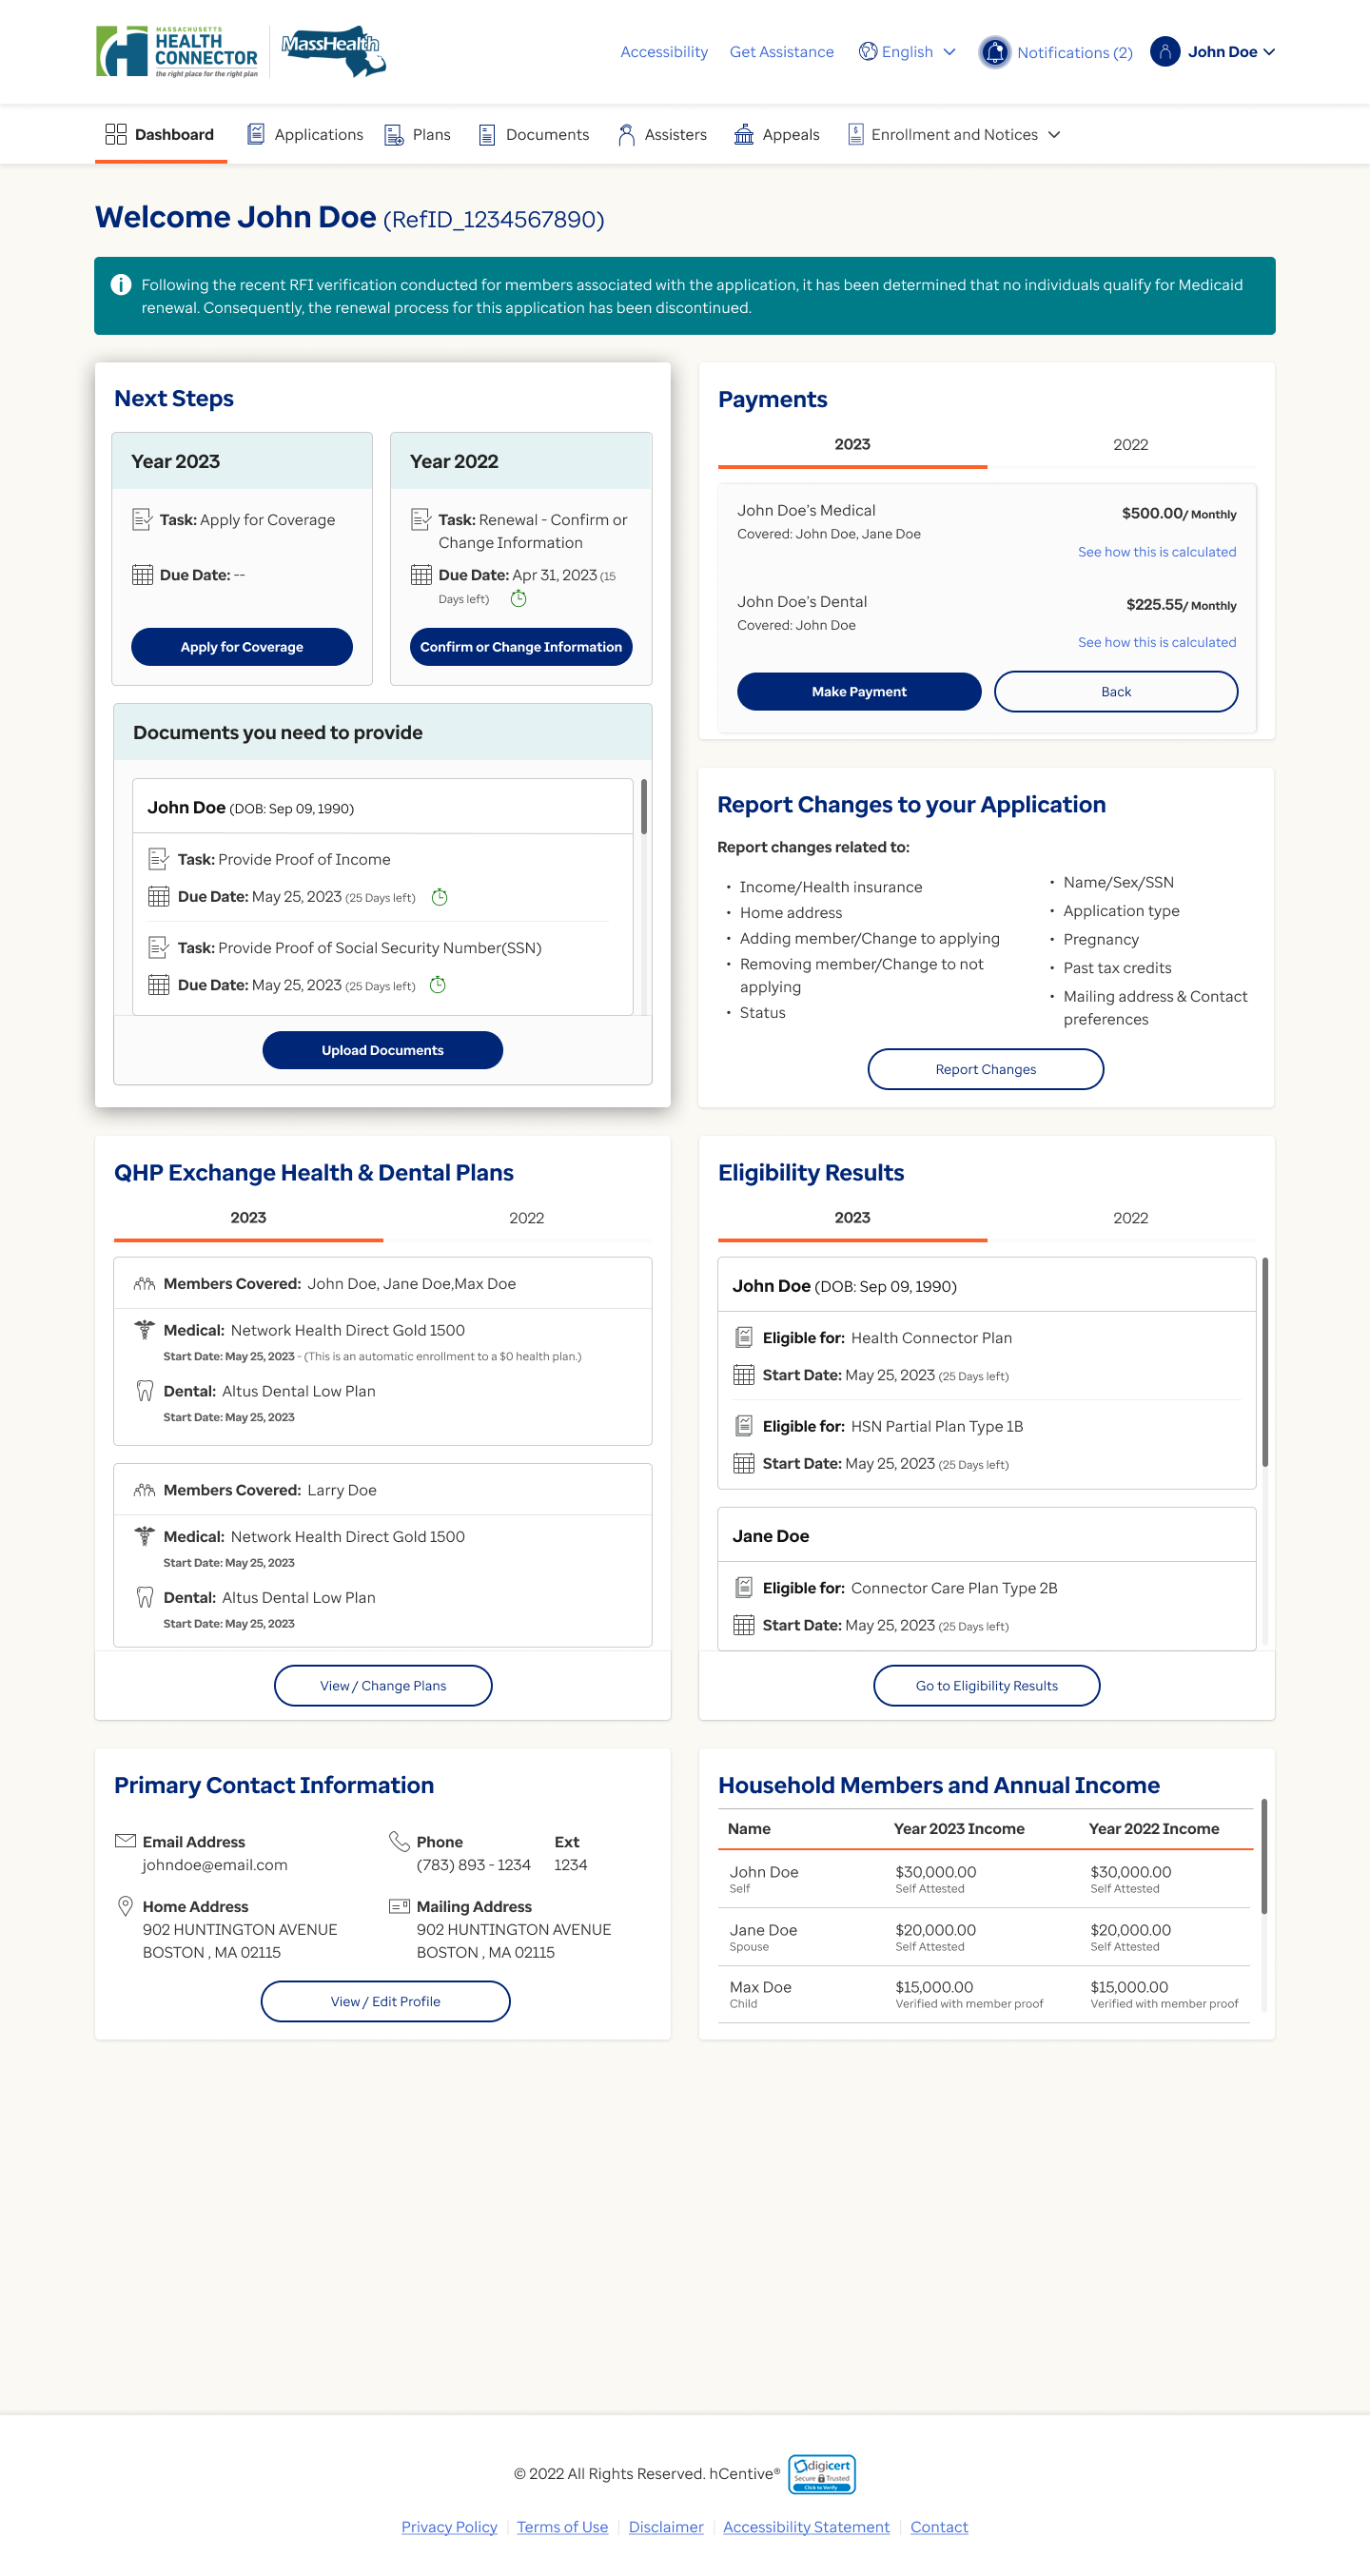 MASSACHUSETTS
HEALTH
CONNECTOR
the right place for the right plan
MassHealth
Accessibility
Get Assistance
English
Notifications (2)
John Doe
Dashboard
Applications
Plans
Documents
Assisters
Appeals
Enrollment and Notices
Welcome John Doe (RefID_1234567890)
Following the recent RFI verification conducted for members associated with the application, it has been determined that no individuals qualify for Medicaid
renewal. Consequently, the renewal process for this application has been discontinued.
Next Steps
Year 2023
Task: Apply for Coverage
Due Date: --
Apply for Coverage
Year 2022
Task: Renewal - Confirm or
Change Information
Due Date: Apr 31, 2023 (15
Days left)
Confirm or Change Information
Documents you need to provide
John Doe (DOB: Sep 09, 1990)
Task: Provide Proof of Income
Due Date: May 25, 2023 (25 Days left)
Task: Provide Proof of Social Security Number(SSN)
Due Date: May 25, 2023 (25 Days left)
Upload Documents
Payments
2023
2022
John Doe's Medical
$500.00/ Monthly
Covered: John Doe, Jane Doe
See how this is calculated
John Doe's Dental
$225.55/ Monthly
Covered: John Doe
See how this is calculated
Make Payment
Back
Report Changes to your Application
Report changes related to:
• Income/Health insurance
• Home address
• Adding member/Change to applying
• Removing member/Change to not
applying
• Status
• Name/Sex/SSN
• Application type
• Pregnancy
• Past tax credits
• Mailing address & Contact
preferences
Report Changes
QHP Exchange Health & Dental Plans
2023
2022
Members Covered: John Doe, Jane Doe,Max Doe
Medical: Network Health Direct Gold 1500
Start Date: May 25, 2023 - (This is an automatic enrollment to a $0 health plan.)
Dental: Altus Dental Low Plan
Start Date: May 25, 2023
Members Covered: Larry Doe
Medical: Network Health Direct Gold 1500
Start Date: May 25, 2023
Dental: Altus Dental Low Plan
Start Date: May 25, 2023
View / Change Plans
Eligibility Results
2023
2022
John Doe (DOB: Sep 09, 1990)
Eligible for: Health Connector Plan
Start Date: May 25, 2023 (25 Days left)
Eligible for: HSN Partial Plan Type 1B
Start Date: May 25, 2023 (25 Days left)
Jane Doe
Eligible for: Connector Care Plan Type 2B
Start Date: May 25, 2023 (25 Days left)
Go to Eligibility Results
Primary Contact Information
Email Address
johndoe@email.com
Phone
(783) 893 - 1234
Ext
1234
Home Address
902 HUNTINGTON AVENUE
BOSTON , MA 02115
Mailing Address
902 HUNTINGTON AVENUE
BOSTON , MA 02115
View / Edit Profile
Household Members and Annual Income
Name
Year 2023 Income
Year 2022 Income
John Doe
$30,000.00
$30,000.00
Self
Self Attested
Self Attested
Jane Doe
$20,000.00
$20,000.00
Spouse
Self Attested
Self Attested
Max Doe
$15,000.00
$15,000.00
Child
Verified with member proof
Verified with member proof
© 2022 All Rights Reserved. hCentive®
digicert
Secure Trusted
Click to Verify
Privacy Policy
Terms of Use
Disclaimer
Accessibility Statement
Contact